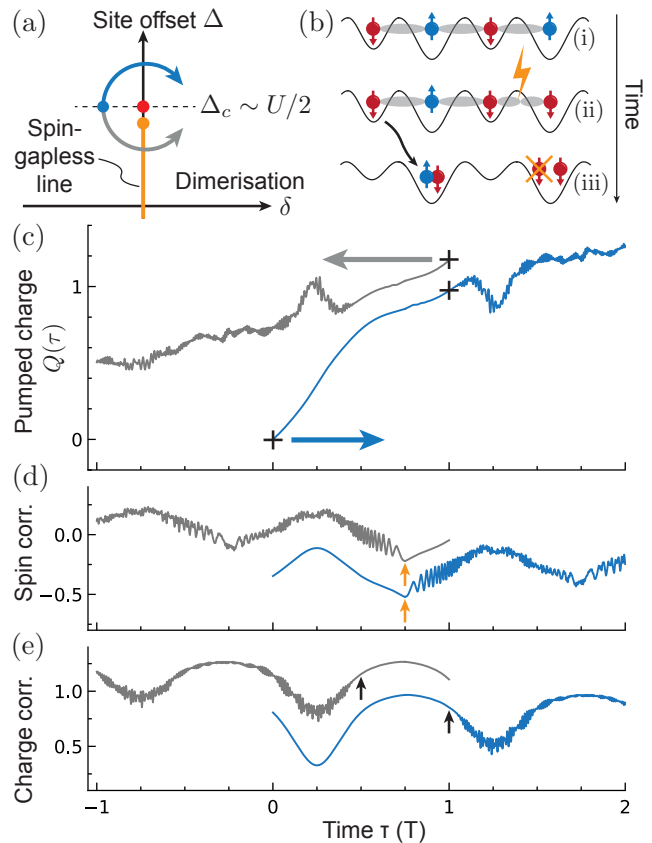 (a)
Site offset Δ
Δc ~ U/2
Spin-
gapless
line
Dimerisation
δ
(b)
(i)
(ii)
(iii)
Time
(c)
Pumped charge
Q(τ)
1
0
(d)
Spin corr.
0.0
−0.5
(e)
Charge corr.
1.0
0.5
−1
0
1
2
Time τ (T)